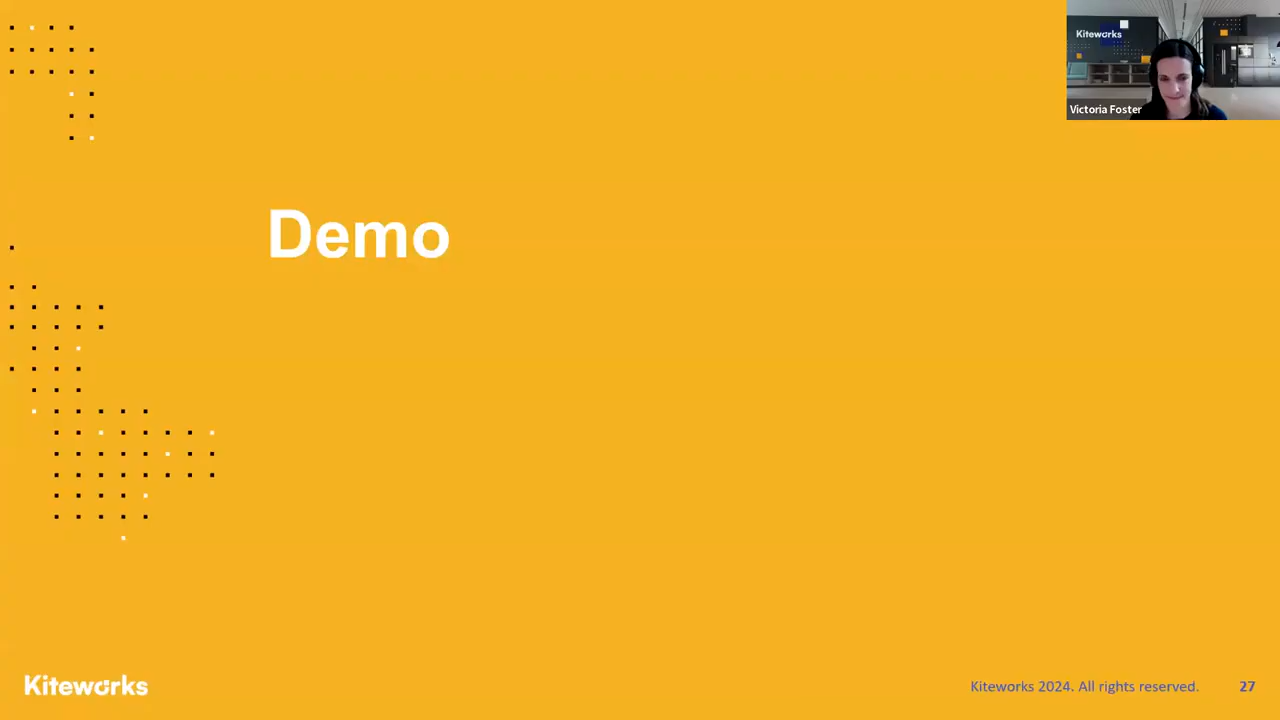 Kiteworks
Victoria Foster
Demo
Kiteworks
Kiteworks 2024. All rights reserved.
27